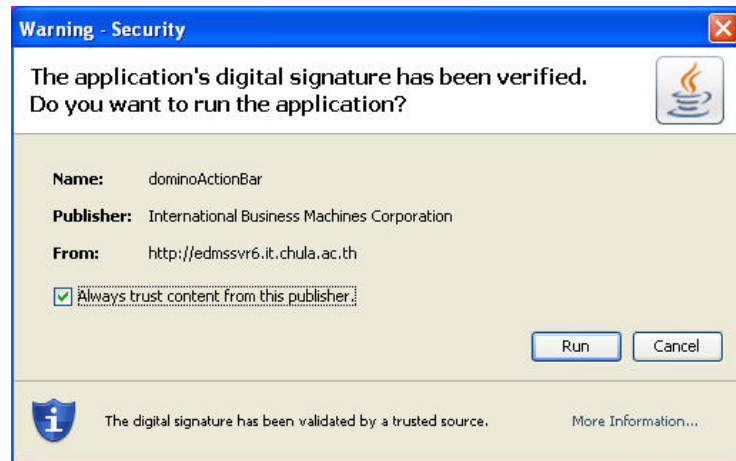 Warning - Security
The application's digital signature has been verified.
Do you want to run the application?
Name: dominoActionBar
Publisher: International Business Machines Corporation
From: http://edmssvr6.it.chula.ac.th
Always trust content from this publisher.
Run Cancel
The digital signature has been validated by a trusted source. More Information...